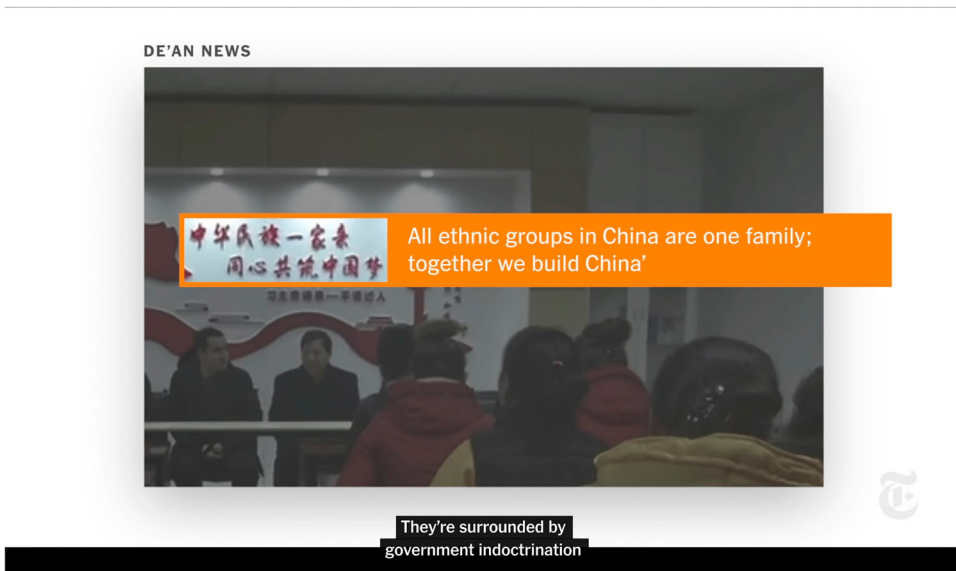 DE'AN NEWS
中华民族一家亲
同心共筑中国梦
All ethnic groups in China are one family;
together we build China’
They're surrounded by
government indoctrination